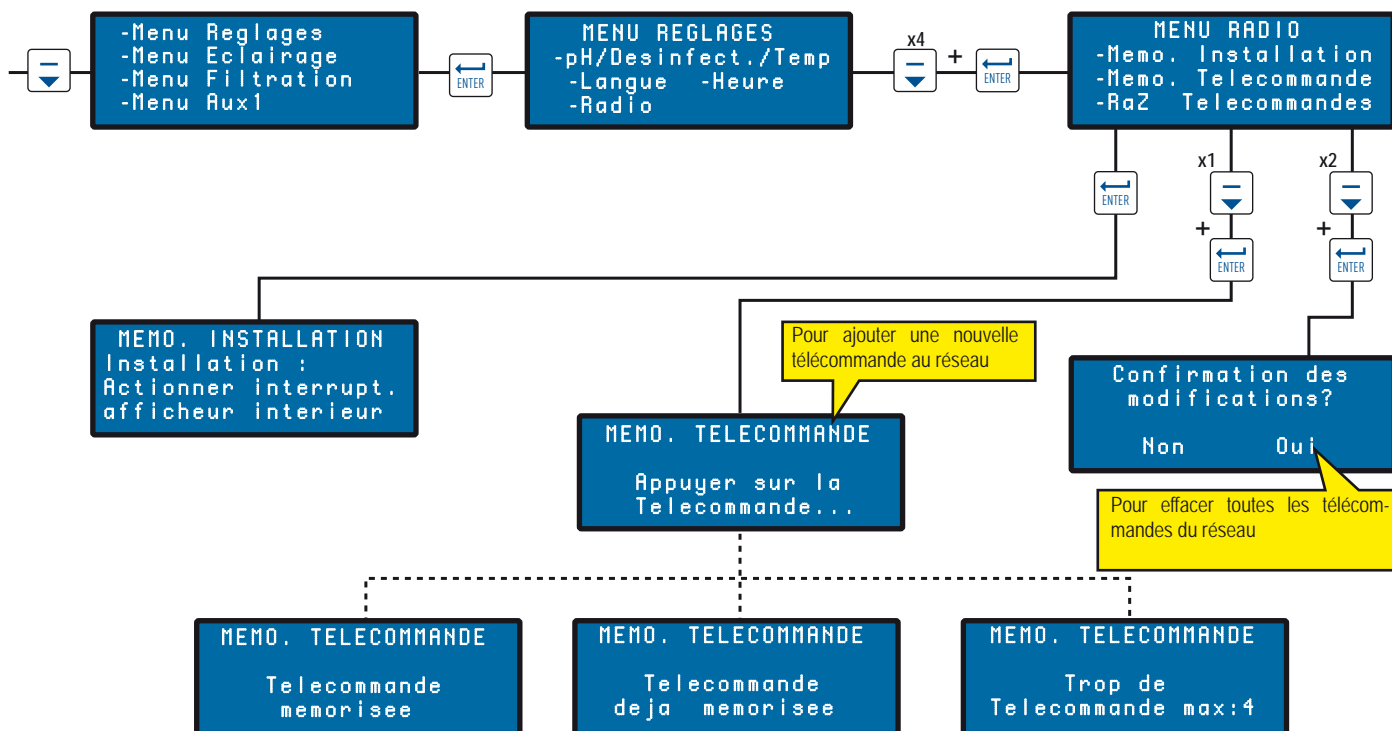 -Menu Reglages
-Menu Eclairage
-Menu Filtration
-Menu Aux1
ENTER
MENU REGLAGES
-pH/Desinfect./Temp
-Langue -Heure
-Radio
x4
+
ENTER
MENU RADIO
-Memo. Installation
-Memo. Telecommande
-RaZ Telecommandes
ENTER
x1
+
ENTER
x2
+
ENTER
MEMO. INSTALLATION
Installation :
Actionner interrupt.
afficheur interieur
Pour ajouter une nouvelle
télécommande au réseau
MEMO. TELECOMMANDE
Appuyer sur la
Telecommande...
Confirmation des
modifications?
Non Oui
Pour effacer toutes les télécom-
mandes du réseau
MEMO. TELECOMMANDE
Telecommande
memorisee
MEMO. TELECOMMANDE
Telecommande
deja memorisee
MEMO. TELECOMMANDE
Trop de
Telecommande max:4